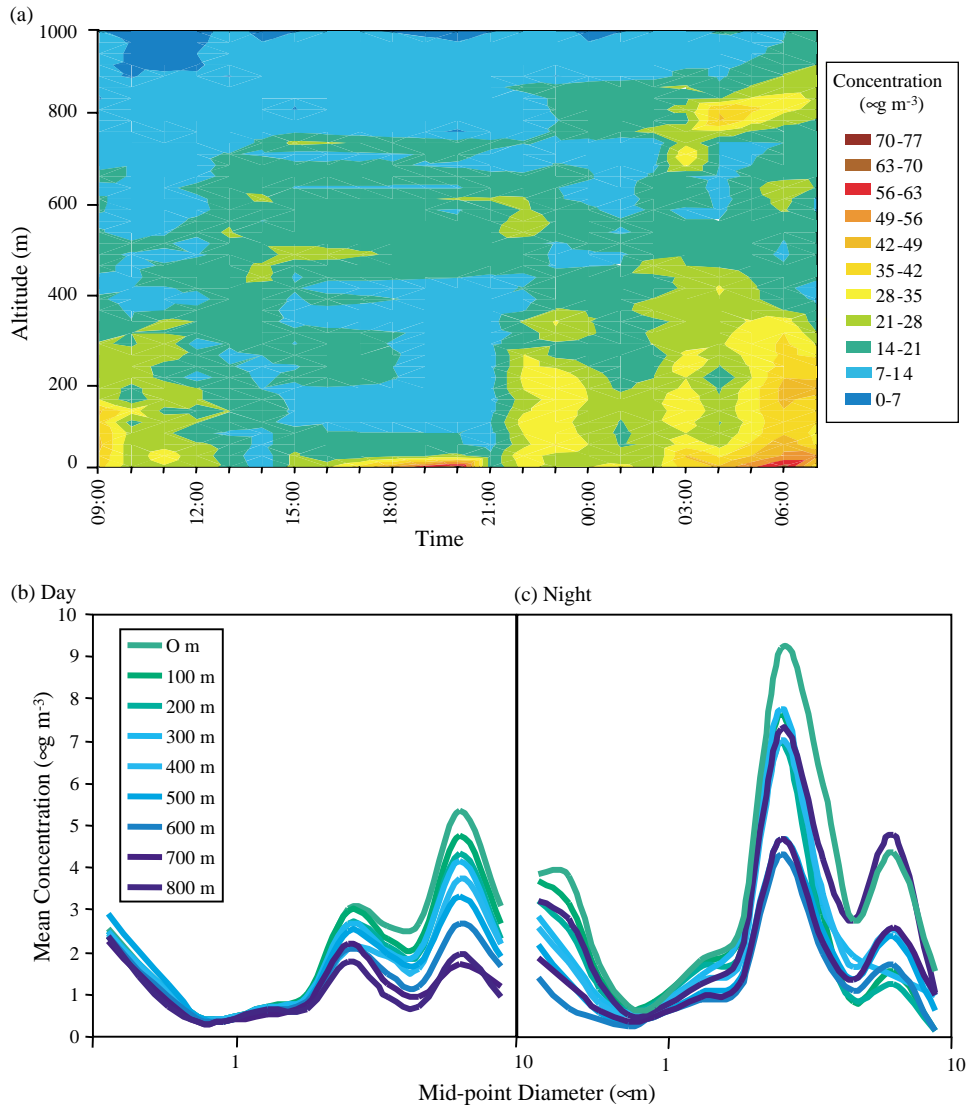 (a)
1000
800
600
400
200
0
Altitude (m)
09:00
12:00
15:00
18:00
21:00
00:00
03:00
06:00
Time
Concentration
(∝g m-3)
70-77
63-70
56-63
49-56
42-49
35-42
28-35
21-28
14-21
7-14
0-7
(b) Day
(c) Night
10
9
8
7
6
5
4
3
2
1
0
Mean Concentration (∝g m-3)
O m
100 m
200 m
300 m
400 m
500 m
600 m
700 m
800 m
1
10
1
10
Mid-point Diameter (∝m)